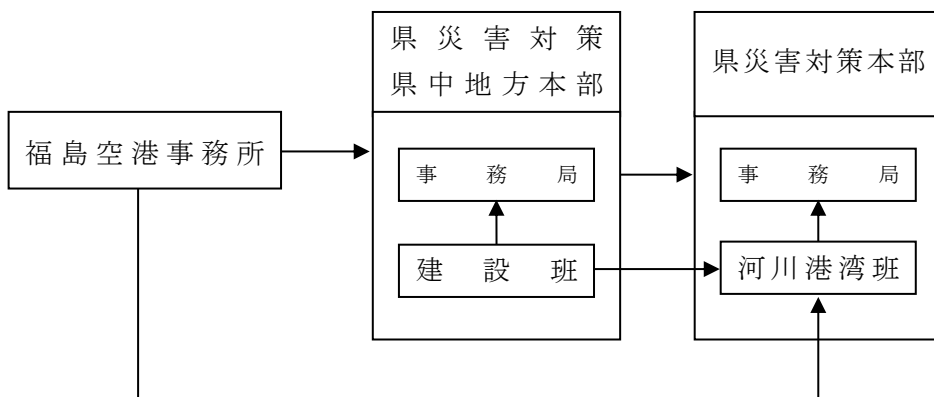 県災害対策
県中地方本部
県災害対策本部
福島空港事務所
事務局
事務局
建設班
河川港湾班